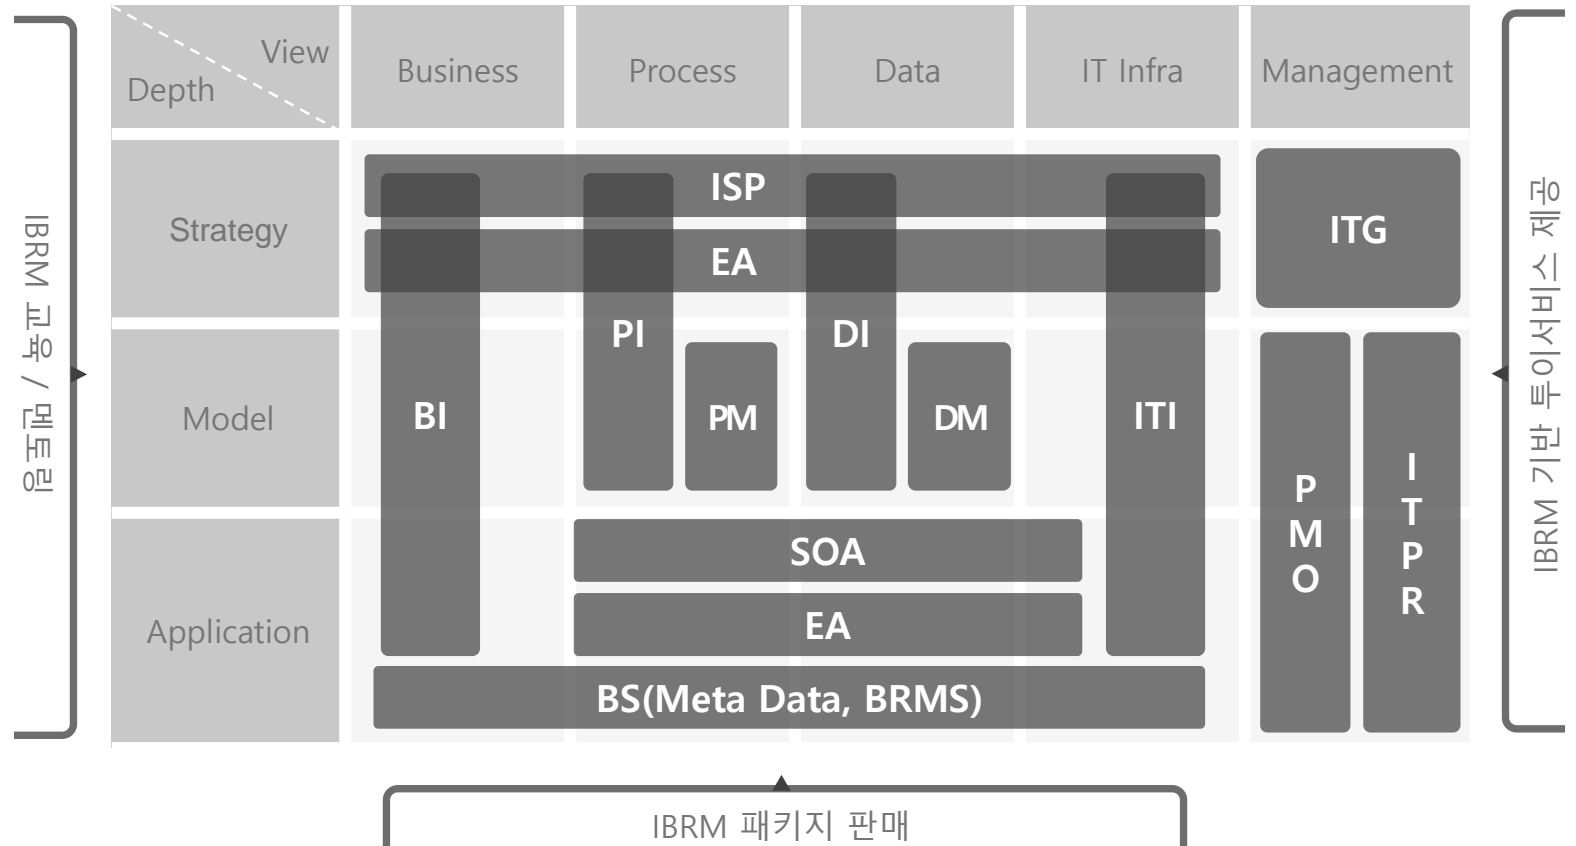 View
Depth
Business
Process
Data
IT Infra
Management
Strategy
ISP
EA
ITG
Model
BI
PI
PM
DI
DM
ITI
PMO
ITPR
Application
SOA
EA
BS(Meta Data, BRMS)
IBRM 교육 / 멘토링
IBRM 기반 투이서비스 제공
IBRM 패키지 판매